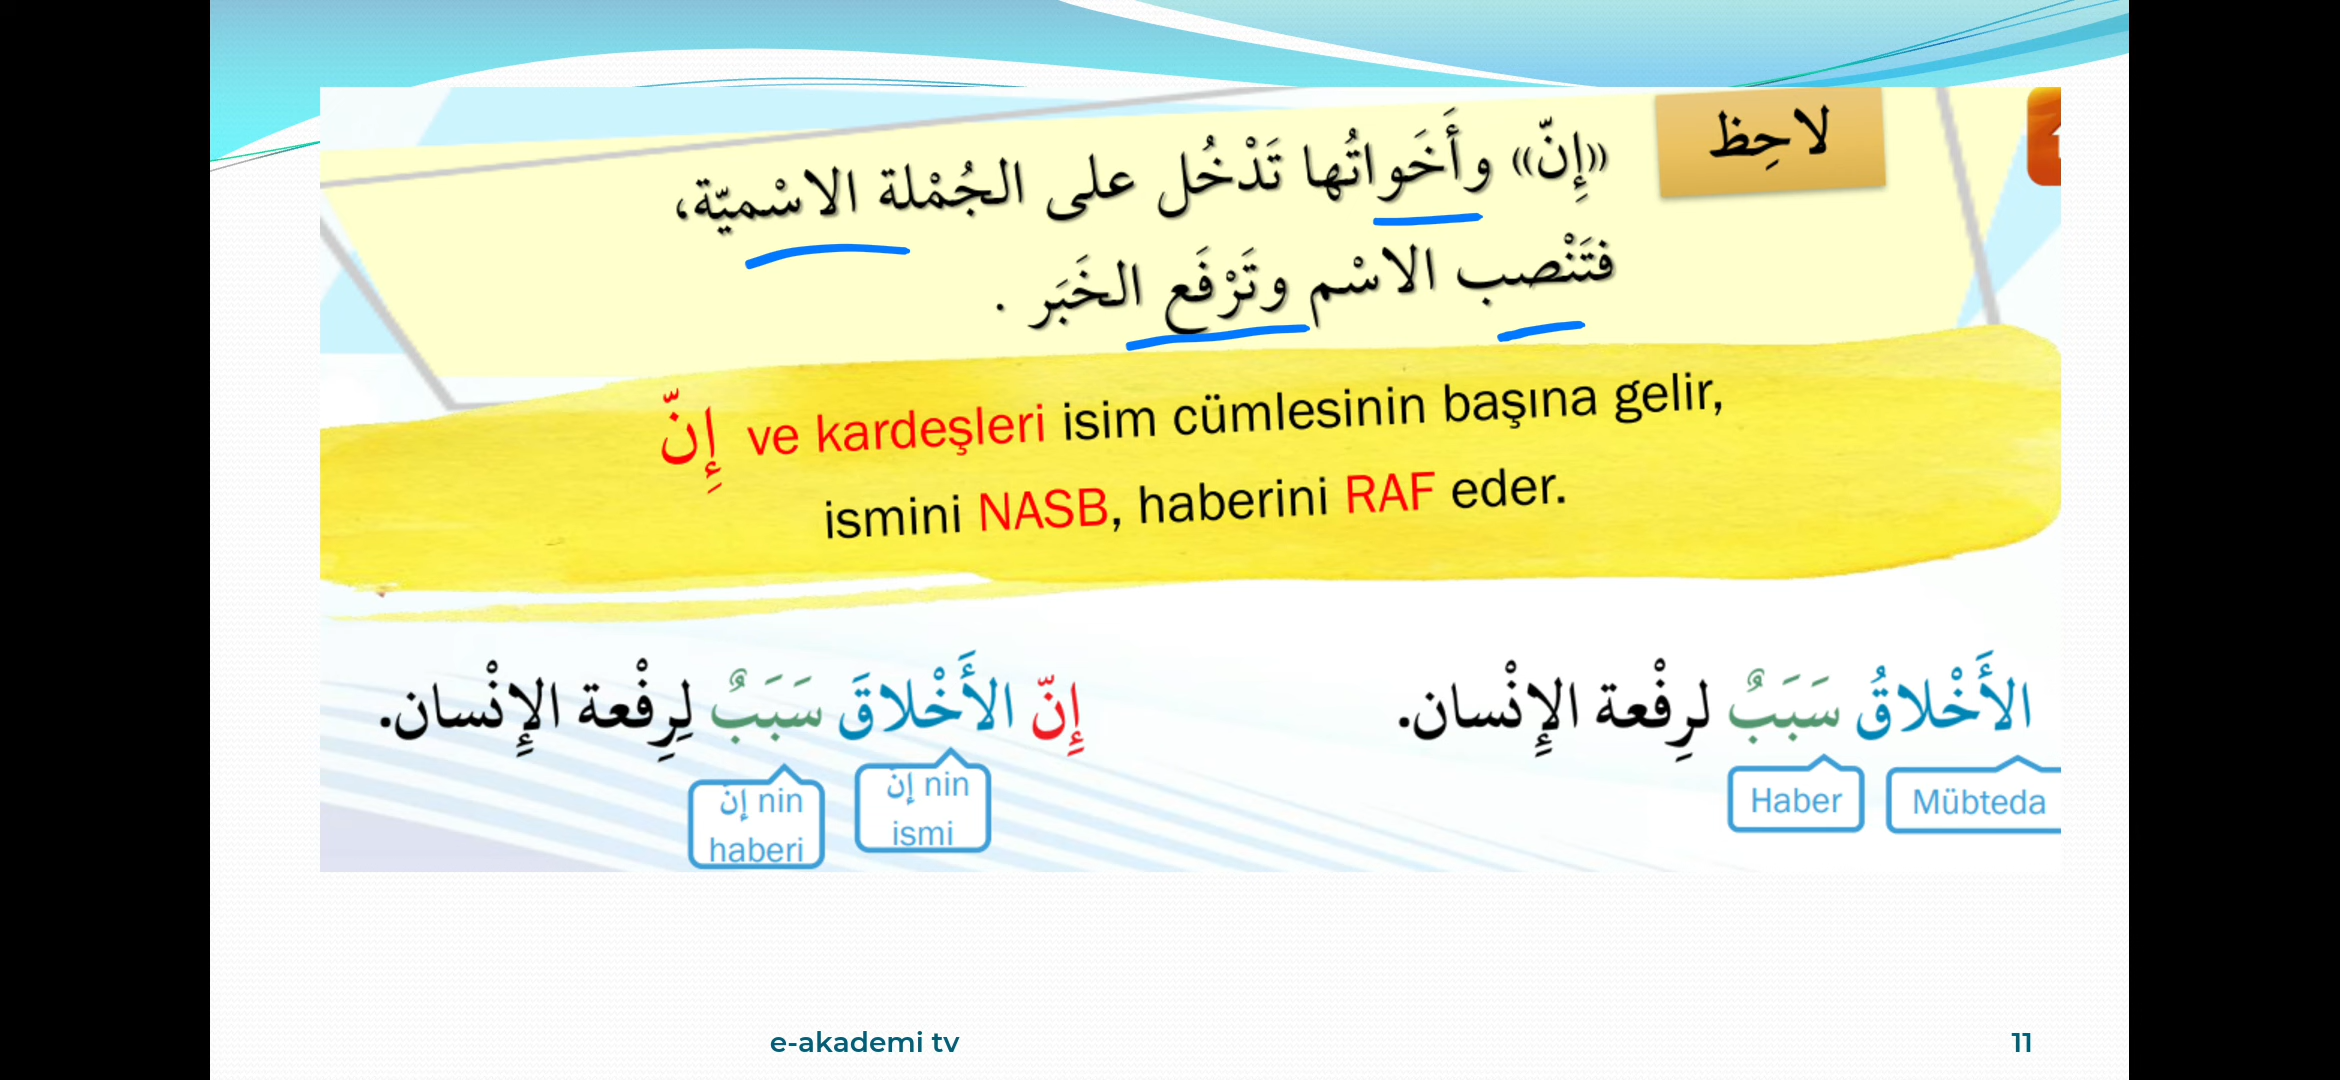 لاحِظ
«إِنّ» وأَخَواتُها تَدْخُل على الجُمْلة الاسْميّة،
فتَنْصب الاسْم وتَرْفَع الخَبَر .
إِنّ ve kardeşleri isim cümlesinin başına gelir,
ismini NASB, haberini RAF eder.
الأَخْلاقُ سَبَبٌ لرِفْعة الإِنْسان.
Mübteda
Haber
إِنّ الأَخْلاقَ سَبَبٌ لِرِفْعة الإِنْسان.
إنّ nin
ismi
إنّ nin
haberi
e-akademi tv
11